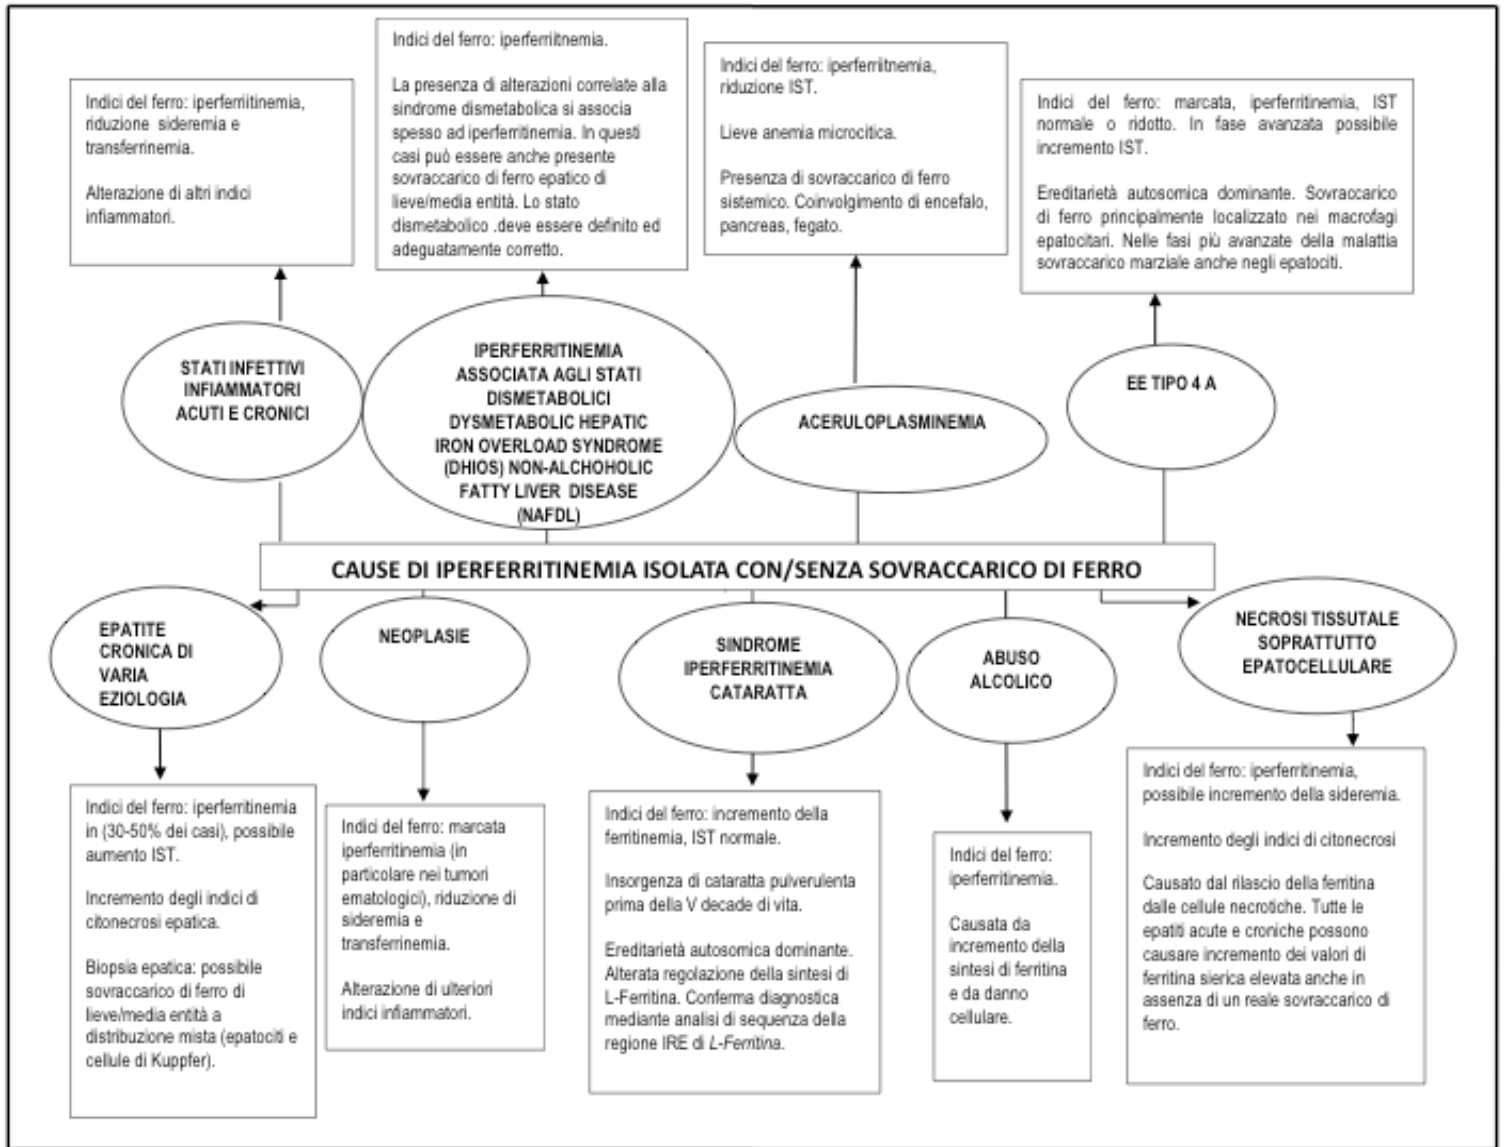 Indici del ferro: iperferriitinemia,
riduzione sideremia e
transferrinemia.
Alterazione di altri indici
infiammatori.
Indici del ferro: iperferriitnemia.
La presenza di alterazioni correlate alla
sindrome dismetabolica si associa
spesso ad iperferritinemia. In questi
casi può essere anche presente
sovraccarico di ferro epatico di
lieve/media entità. Lo stato
dismetabolico .deve essere definito ed
adeguatamente corretto.
Indici del ferro: iperferriitnemia,
riduzione IST.
Lieve anemia microcitica.
Presenza di sovraccarico di ferro
sistemico. Coinvolgimento di encefalo,
pancreas, fegato.
Indici del ferro: marcata, iperferritinemia, IST
normale o ridotto. In fase avanzata possibile
incremento IST.
Ereditarietà autosomica dominante. Sovraccarico
di ferro principalmente localizzato nei macrofagi
epatocitari. Nelle fasi più avanzate della malattia
sovraccarico marziale anche negli epatociti.
STATI INFETTIVI
INFIAMMATORI
ACUTI E CRONICI
IPERFERRITINEMIA
ASSOCIATA AGLI STATI
DISMETABOLICI
DYSMETABOLIC HEPATIC
IRON OVERLOAD SYNDROME
(DHIOS) NON-ALCHOHOLIC
FATTY LIVER DISEASE
(NAFDL)
ACERULOPLASMINEMIA
EE TIPO 4 A
CAUSE DI IPERFERRITINEMIA ISOLATA CON/SENZA SOVRACCARICO DI FERRO
EPATITE
CRONICA DI
VARIA
EZIOLOGIA
NEOPLASIE
SINDROME
IPERFERRITINEMIA
CATARATTA
ABUSO
ALCOLICO
NECROSI TISSUTALE
SOPRATTUTTO
EPATOCELLULARE
Indici del ferro: iperferritinemia
in (30-50% dei casi), possibile
aumento IST.
Incremento degli indici di
citonecrosi epatica.
Biopsia epatica: possibile
sovraccarico di ferro di
lieve/media entità a
distribuzione mista (epatociti e
cellule di Kuppfer).
Indici del ferro: marcata
iperferritinemia (in
particolare nei tumori
ematologici), riduzione di
sideremia e
transferrinemia.
Alterazione di ulteriori
indici infiammatori.
Indici del ferro: incremento della
ferritinemia, IST normale.
Insorgenza di cataratta pulverulenta
prima della V decade di vita.
Ereditarietà autosomica dominante.
Alterata regolazione della sintesi di
L-Ferritina. Conferma diagnostica
mediante analisi di sequenza della
regione IRE di L-Ferritina.
Indici del ferro:
iperferritinemia.
Causata da
incremento della
sintesi di ferritina
e da danno
cellulare.
Indici del ferro: iperferritinemia,
possibile incremento della sideremia.
Incremento degli indici di citonecrosi
Causato dal rilascio della ferritina
dalle cellule necrotiche. Tutte le
epatiti acute e croniche possono
causare incremento dei valori di
ferritina sierica elevata anche in
assenza di un reale sovraccarico di
ferro.